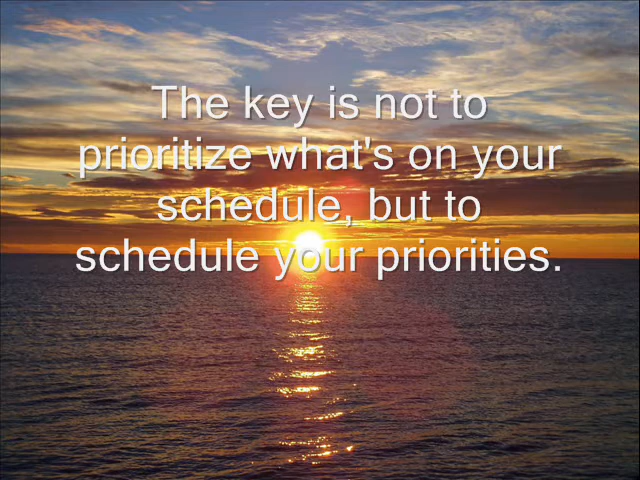 The key is not to
prioritize what's on your
schedule, but to
schedule your priorities.